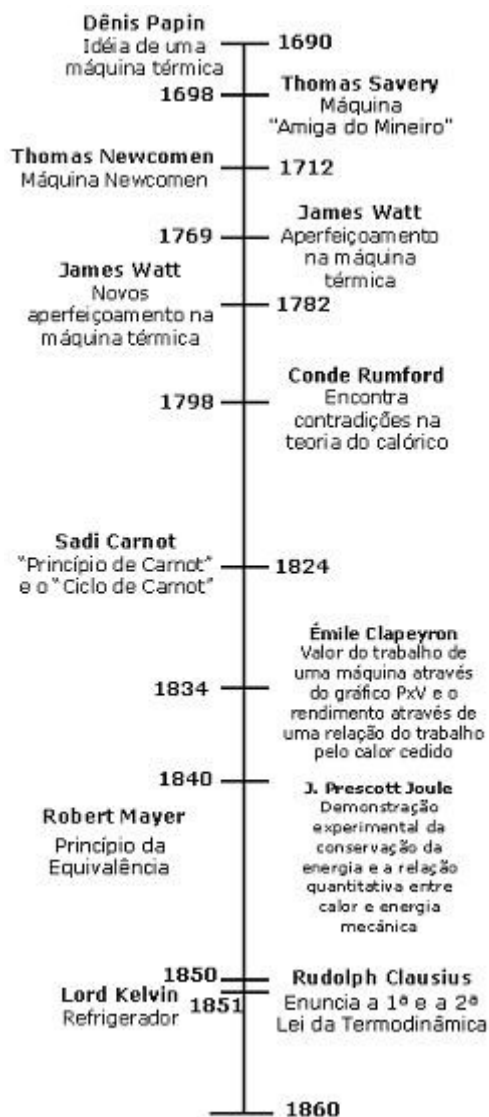 Dênis Papin
Idéia de uma
máquina térmica
1690
1698
Thomas Savery
Máquina
"Amiga do Mineiro"
Thomas Newcomen
Máquina Newcomen
1712
1769
James Watt
Aperfeiçoamento
na máquina
térmica
James Watt
Novos
aperfeiçoamento na
máquina térmica
1782
1798
Conde Rumford
Encontra
contradições na
teoria do calórico
Sadi Carnot
"Princípio de Carnot"
e o "Ciclo de Carnot"
1824
1834
Émile Clapeyron
Valor do trabalho de
uma máquina através
do gráfico PxV e o
rendimento através de
uma relação do trabalho
pelo calor cedido
1840
Robert Mayer
Princípio da
Equivalência
J. Prescott Joule
Demonstração
experimental da
conservação da
energia e a relação
quantitativa entre
calor e energia
mecânica
1850
Rudolph Clausius
Enuncia a 1ª e a 2ª
Lei da Termodinâmica
Lord Kelvin
Refrigerador
1851
1860